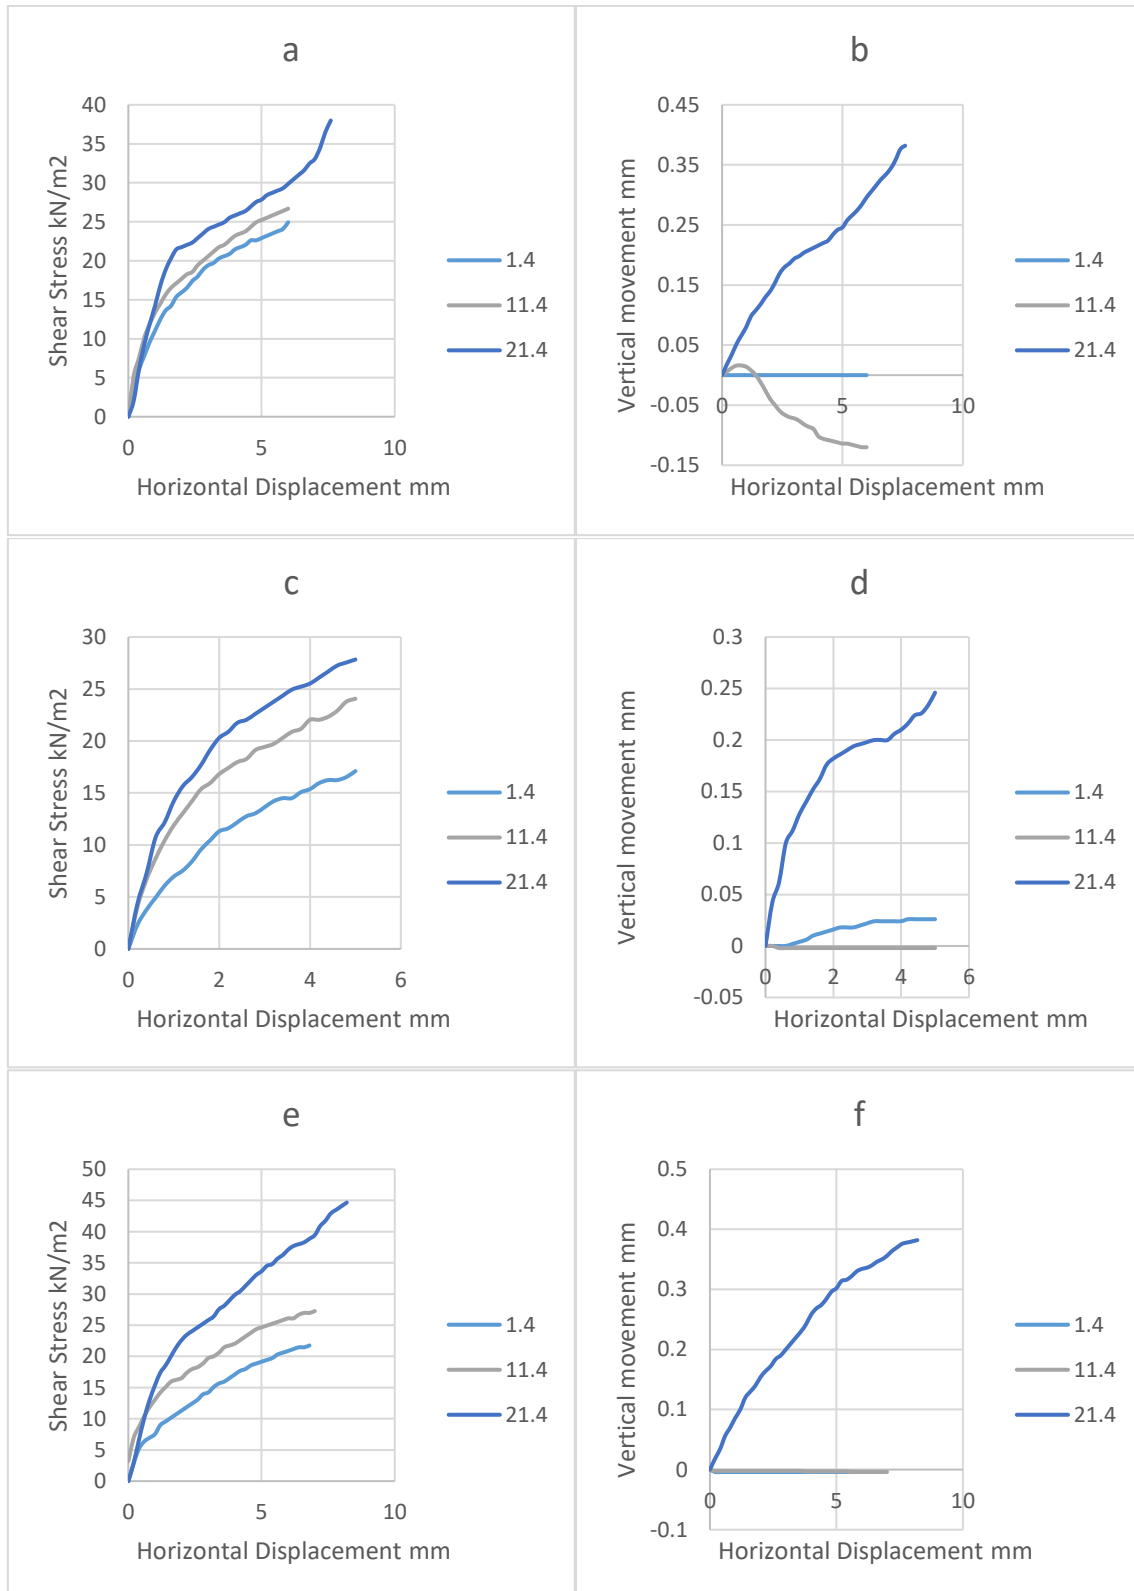 a
40
35
30
25
20
15
10
5
0
0 5 10
Shear Stress kN/m2
Horizontal Displacement mm
1.4
11.4
21.4
b
0.45
0.35
0.25
0.15
0.05
-0.05
-0.15
0 5 10
Vertical movement mm
Horizontal Displacement mm
1.4
11.4
21.4
c
30
25
20
15
10
5
0
0 2 4 6
Shear Stress kN/m2
Horizontal Displacement mm
1.4
11.4
21.4
d
0.3
0.25
0.2
0.15
0.1
0.05
0
-0.05
0 2 4 6
Vertical movement mm
Horizontal Displacement mm
1.4
11.4
21.4
e
50
45
40
35
30
25
20
15
10
5
0
0 5 10
Shear Stress kN/m2
Horizontal Displacement mm
1.4
11.4
21.4
f
0.5
0.4
0.3
0.2
0.1
0
-0.1
0 5 10
Vertical movement mm
Horizontal Displacement mm
1.4
11.4
21.4